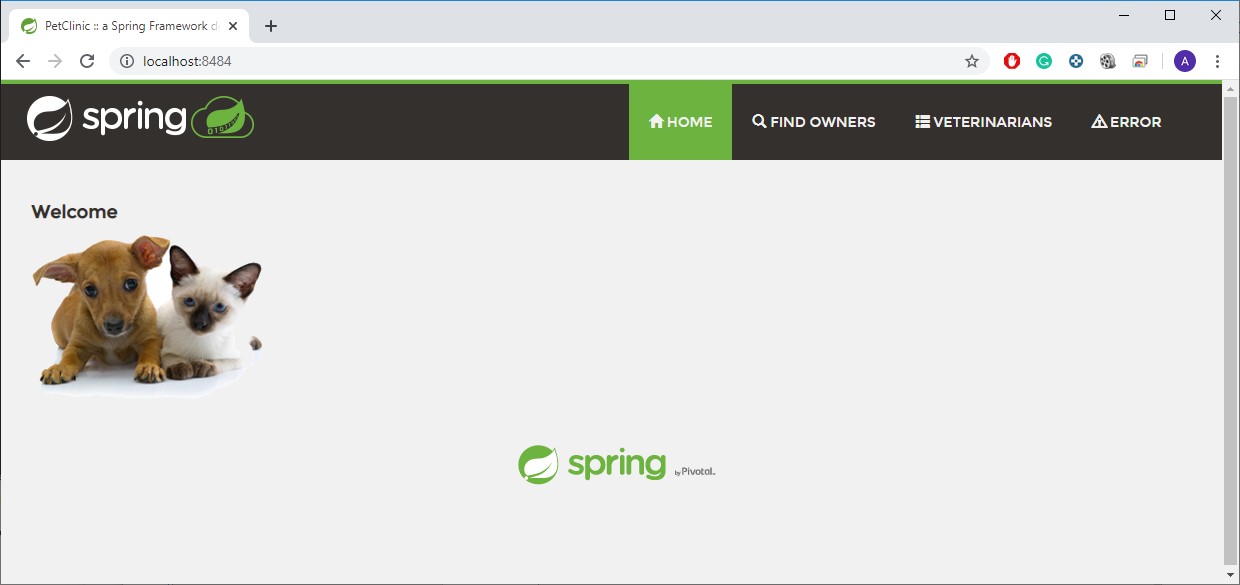 PetClinic :: a Spring Framework d
localhost:8484
A
spring
HOME
FIND OWNERS
VETERINARIANS
ERROR
Welcome
spring by Pivotal